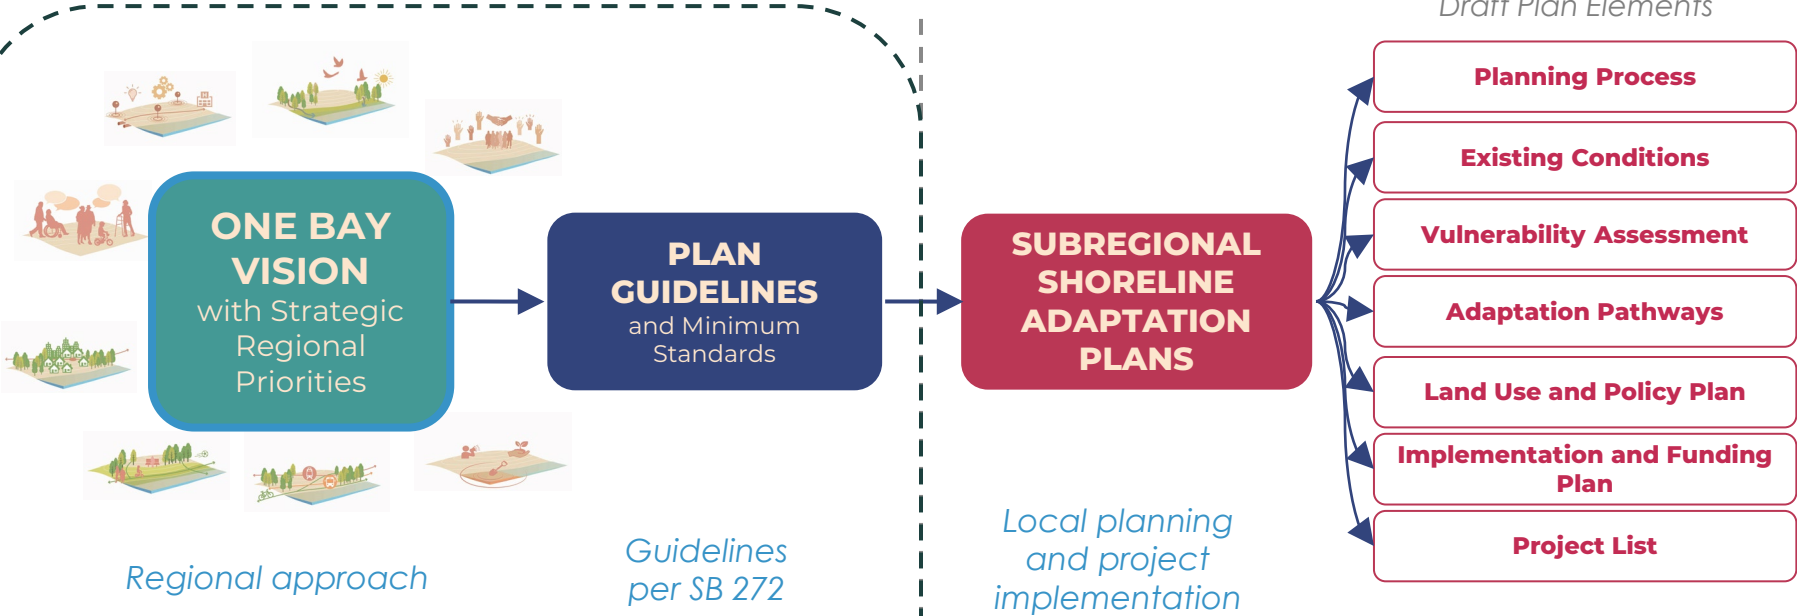 Draft Plan Elements
ONE BAY
VISION
with Strategic
Regional
Priorities
PLAN
GUIDELINES
and Minimum
Standards
SUBREGIONAL
SHORELINE
ADAPTATION
PLANS
Planning Process
Existing Conditions
Vulnerability Assessment
Adaptation Pathways
Land Use and Policy Plan
Implementation and Funding
Plan
Project List
Regional approach
Guidelines
per SB 272
Local planning
and project
implementation